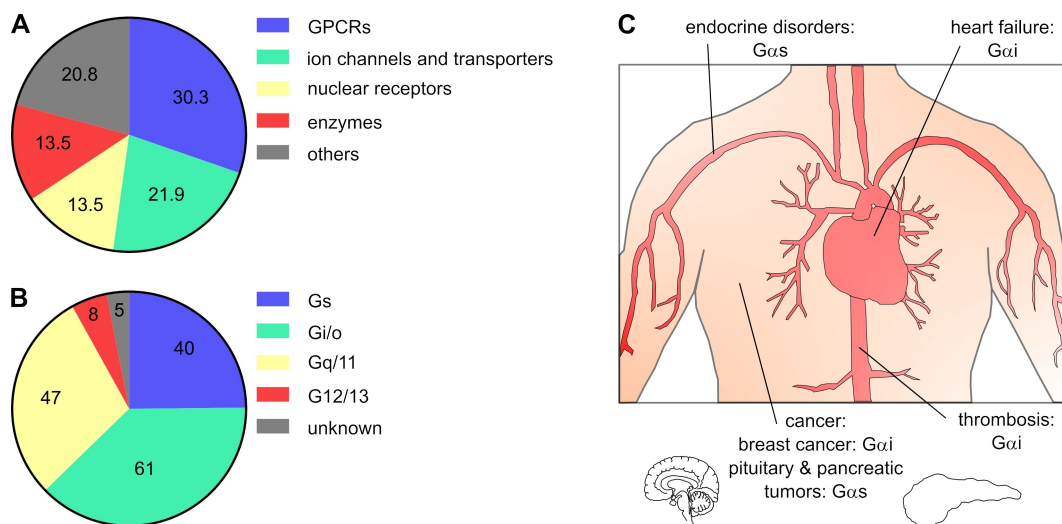 A
GPCRs
ion channels and transporters
nuclear receptors
enzymes
others
30.3
21.9
13.5
13.5
20.8
B
Gs
Gi/o
Gq/11
G12/13
unknown
40
61
47
8
5
C
endocrine disorders:
Gαs
heart failure:
Gαi
cancer:
breast cancer: Gαi
pituitary & pancreatic
tumors: Gαs
thrombosis:
Gαi